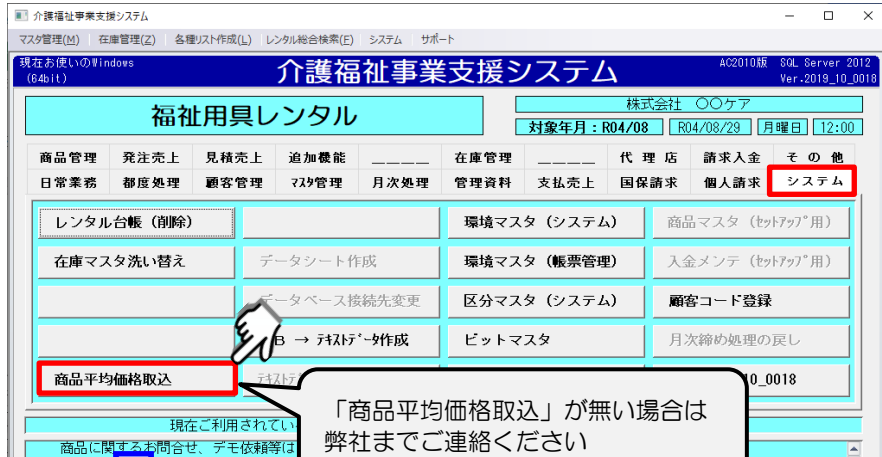 介護福祉事業支援システム
マスタ管理(M) 在庫管理(Z) 各種リスト作成(L) レンタル総合検索(F) システム サポート
現在お使いのWindows
(64bit)
介護福祉事業支援システム
AC2010版 SQL Server 2012
Ver.2019_10_0018
福祉用具レンタル
株式会社 〇〇ケア
対象年月：R04/08 R04/08/29 月曜日 12:00
商品管理 発注売上 見積売上 追加機能 ____ 在庫管理 ____ 代 理 店 請求入金 そ の 他
日常業務 都度処理 顧客管理 ﾏｽﾀ管理 月次処理 管理資料 支払売上 国保請求 個人請求 システム
レンタル台帳（削除） 環境マスタ（システム） 商品マスタ（ｾｯﾄｱｯﾌﾟ用）
在庫マスタ洗い替え データシート作成 環境マスタ（帳票管理） 入金メンテ（ｾｯﾄｱｯﾌﾟ用）
データベース接続先変更 区分マスタ（システム） 顧客コード登録
B → ﾃｷｽﾄﾃﾞｰﾀ作成 ビットマスタ 月次締め処理の戻し
商品平均価格取込 ﾃｷｽﾄﾃ 10_0018
「商品平均価格取込」が無い場合は
弊社までご連絡ください
現在ご利用されてい
商品に関するお問合せ、デモ依頼等は